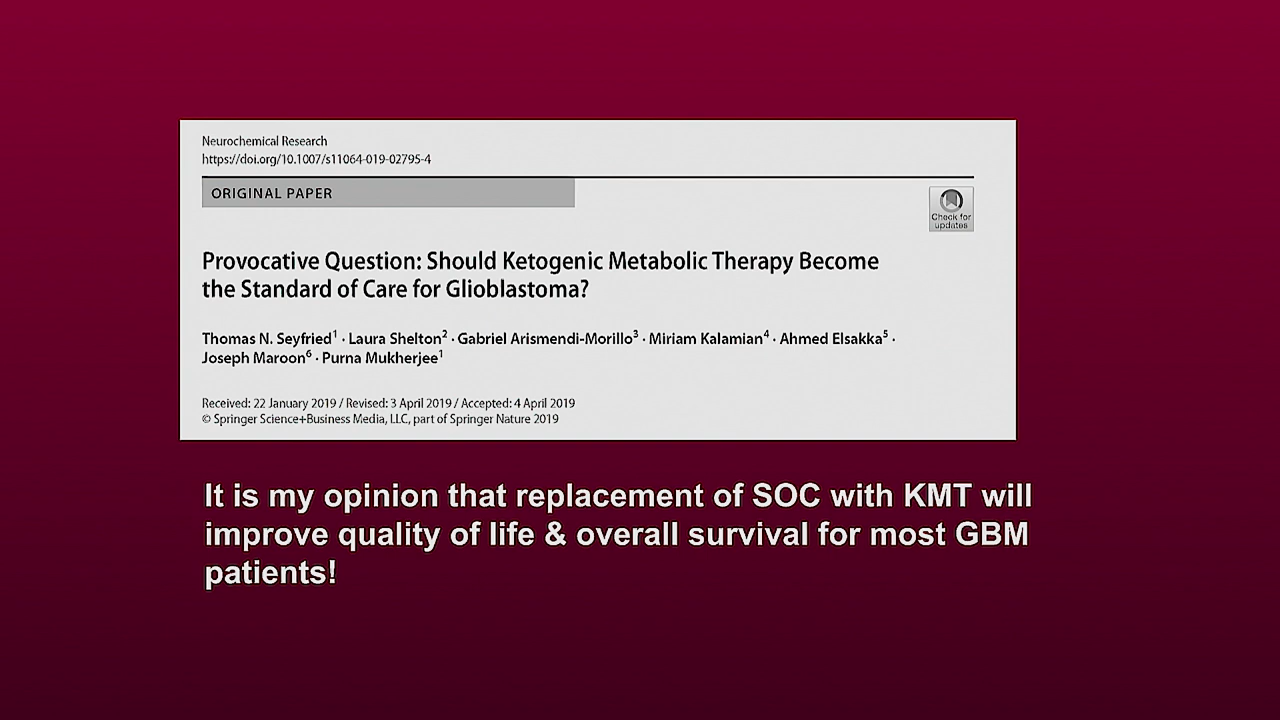 Neurochemical Research
https://doi.org/10.1007/s11064-019-02795-4
ORIGINAL PAPER
Check for
updates
Provocative Question: Should Ketogenic Metabolic Therapy Become
the Standard of Care for Glioblastoma?
Thomas N. Seyfried1 · Laura Shelton2 · Gabriel Arismendi-Morillo3 · Miriam Kalamian4 · Ahmed Elsakka5 ·
Joseph Maroon6 · Purna Mukherjee1
Received: 22 January 2019 / Revised: 3 April 2019 / Accepted: 4 April 2019
© Springer Science+Business Media, LLC, part of Springer Nature 2019
It is my opinion that replacement of SOC with KMT will
improve quality of life & overall survival for most GBM
patients!